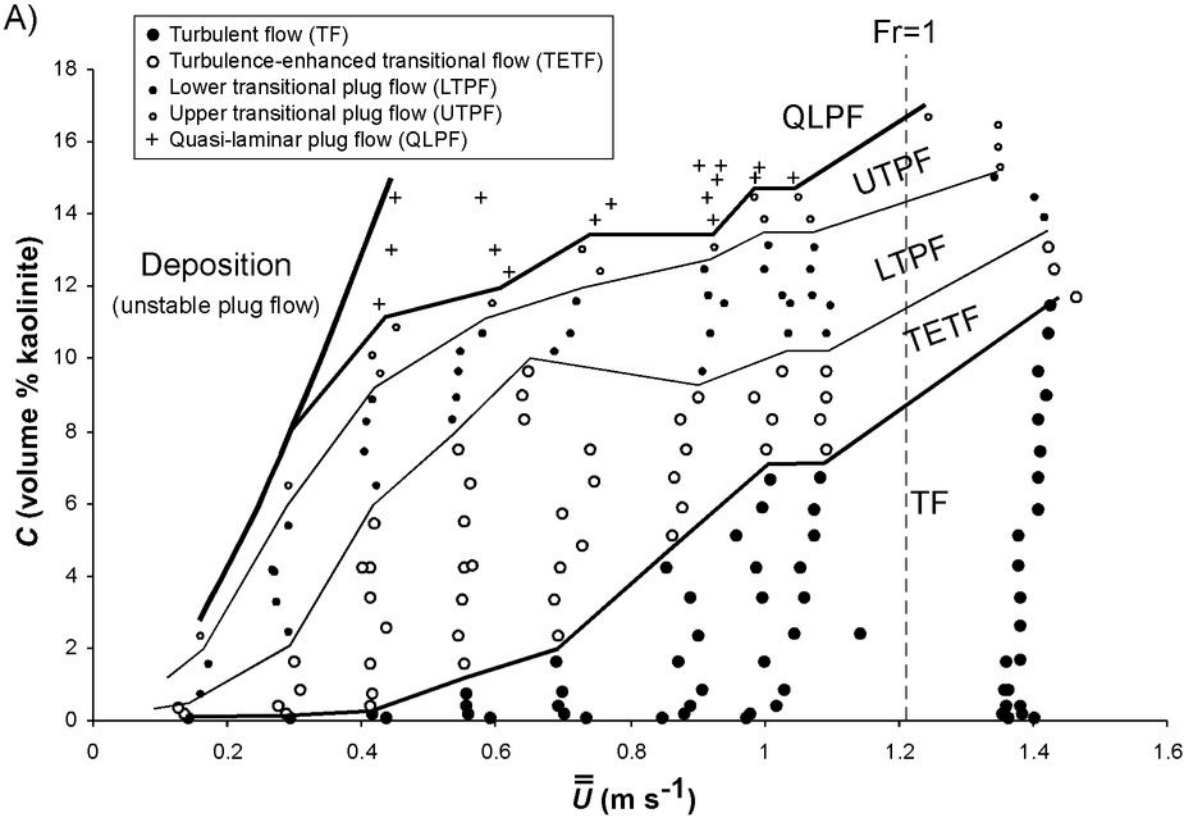 A)
Turbulent flow (TF)
Turbulence-enhanced transitional flow (TETF)
Lower transitional plug flow (LTPF)
Upper transitional plug flow (UTPF)
Quasi-laminar plug flow (QLPF)
Fr=1
QLPF
UTPF
LTPF
TETF
TF
Deposition
(unstable plug flow)
C (volume % kaolinite)
18
16
14
12
10
8
6
4
2
0
0 0.2 0.4 0.6 0.8 1 1.2 1.4 1.6
U (m s⁻¹)